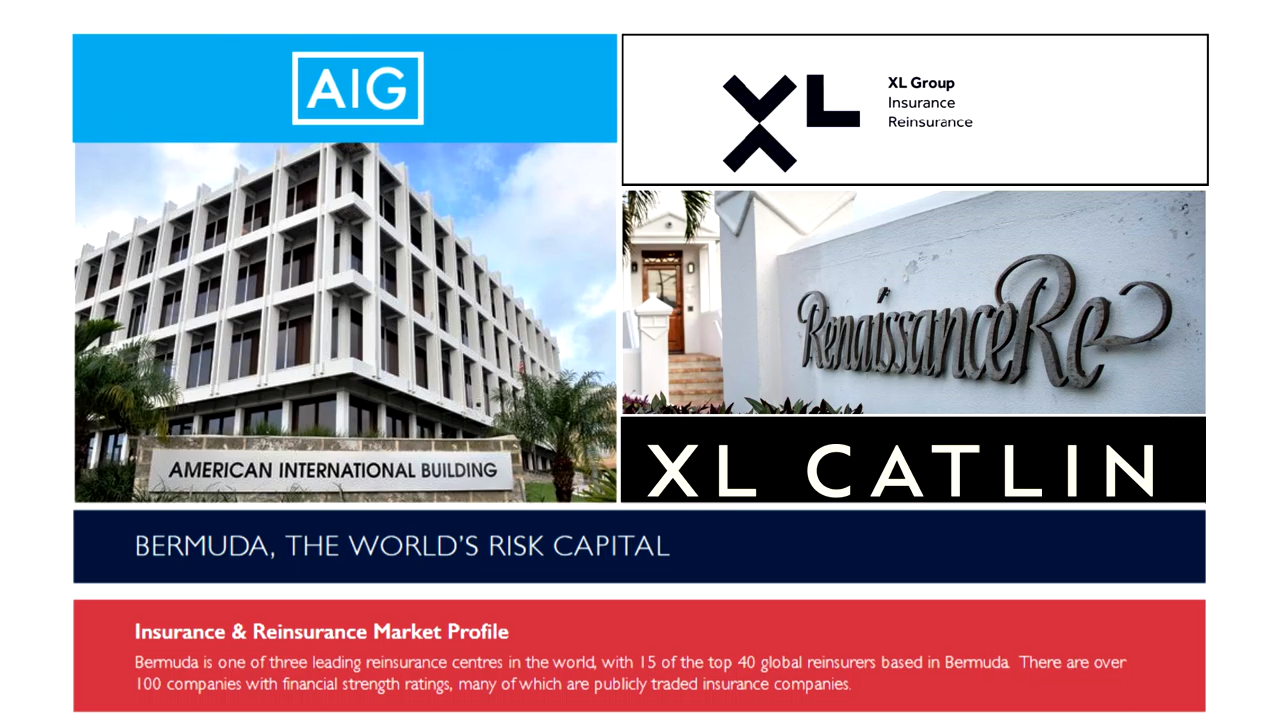 AIG
XL
XL Group
Insurance
Reinsurance
RenaissanceRe
AMERICAN INTERNATIONAL BUILDING
XL CATLIN
BERMUDA, THE WORLD'S RISK CAPITAL
Insurance & Reinsurance Market Profile
Bermuda is one of three leading reinsurance centres in the world, with 15 of the top 40 global reinsurers based in Bermuda. There are over
100 companies with financial strength ratings, many of which are publicly traded insurance companies.